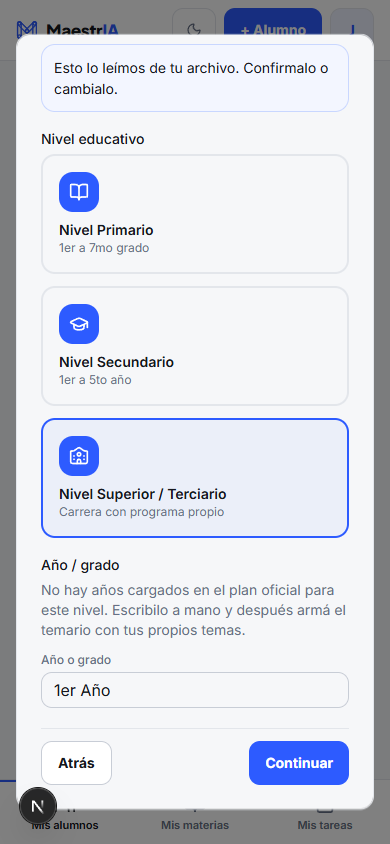 MaestrIA
+ Alumno
Esto lo leímos de tu archivo. Confirmalo o
cambialo.
Nivel educativo
Nivel Primario
1er a 7mo grado
Nivel Secundario
1er a 5to año
Nivel Superior / Terciario
Carrera con programa propio
Año / grado
No hay años cargados en el plan oficial para
este nivel. Escribilo a mano y después armá el
temario con tus propios temas.
Año o grado
1er Año
Atrás
Continuar
N
Mis alumnos
Mis materias
Mis tareas